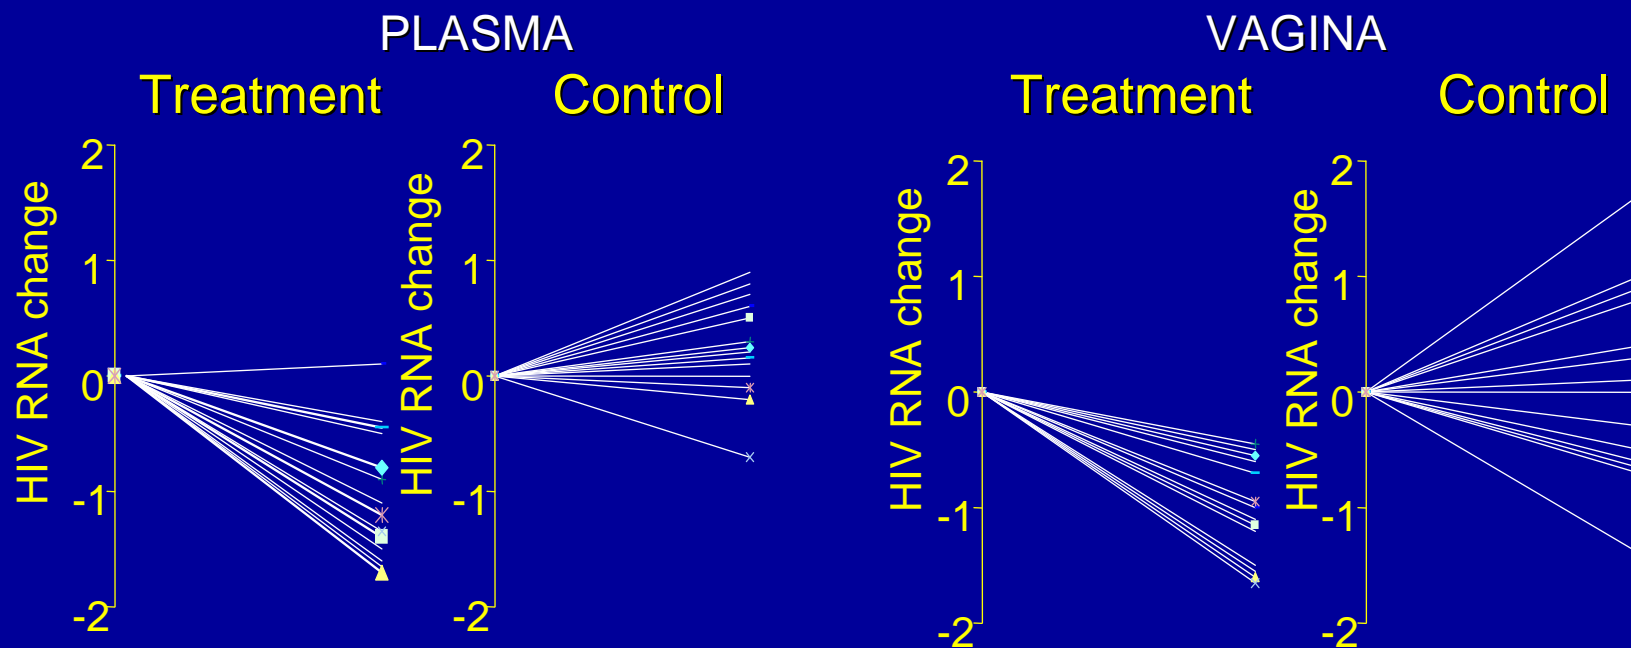 PLASMA
VAGINA
Treatment
Control
Treatment
Control
HIV RNA change
2
1
0
-1
-2
HIV RNA change
2
1
0
-1
-2
HIV RNA change
2
1
0
-1
-2
HIV RNA change
2
1
0
-1
-2